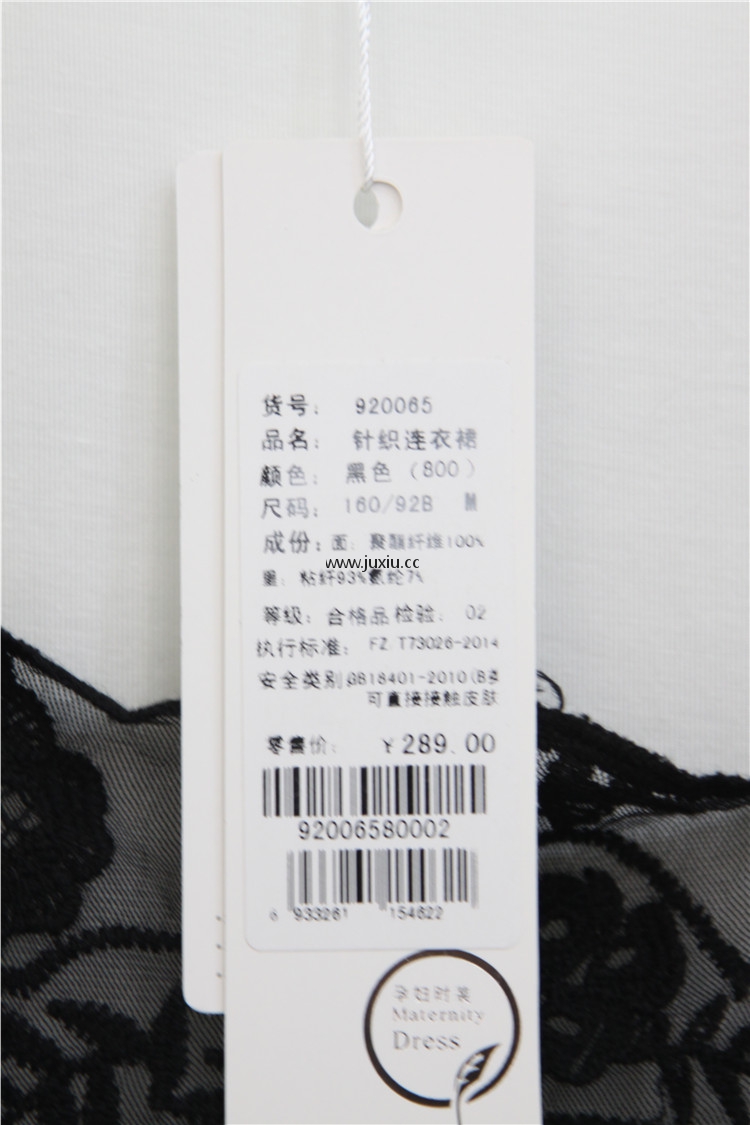 货号： 920065
品名： 针织连衣裙
颜色： 黑色（800）
尺码： 160/92B M
成份：面：聚酯纤维100%
www.juxiu.cc
里：粘纤93%氨纶7%
等级：合格品 检验：02
执行标准： FZ T73026-2014
安全类别 GB18401-2010(B类
可直接接触皮肤
零售价： ￥289.00
92006580002
6 933261 154622
孕妇时装
Maternity
Dress